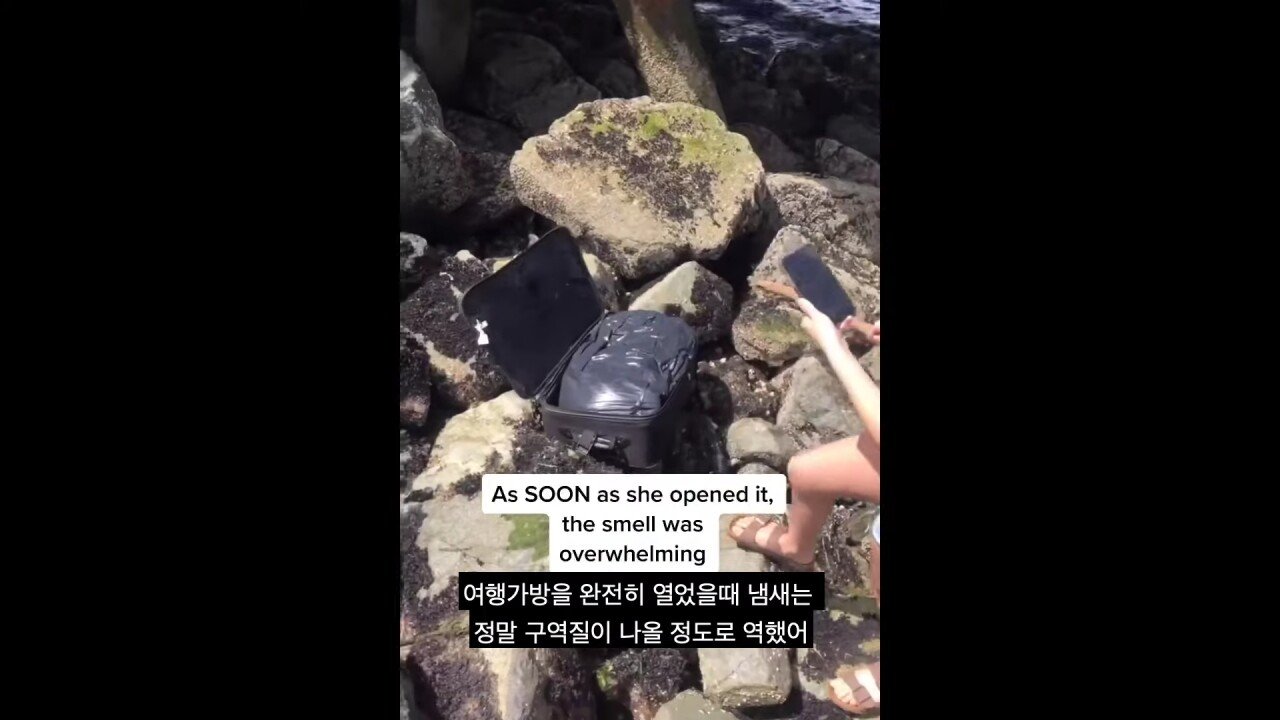 As SOON as she opened it,
the smell was
overwhelming
여행가방을 완전히 열었을때 냄새는
정말 구역질이 나올 정도로 역했어